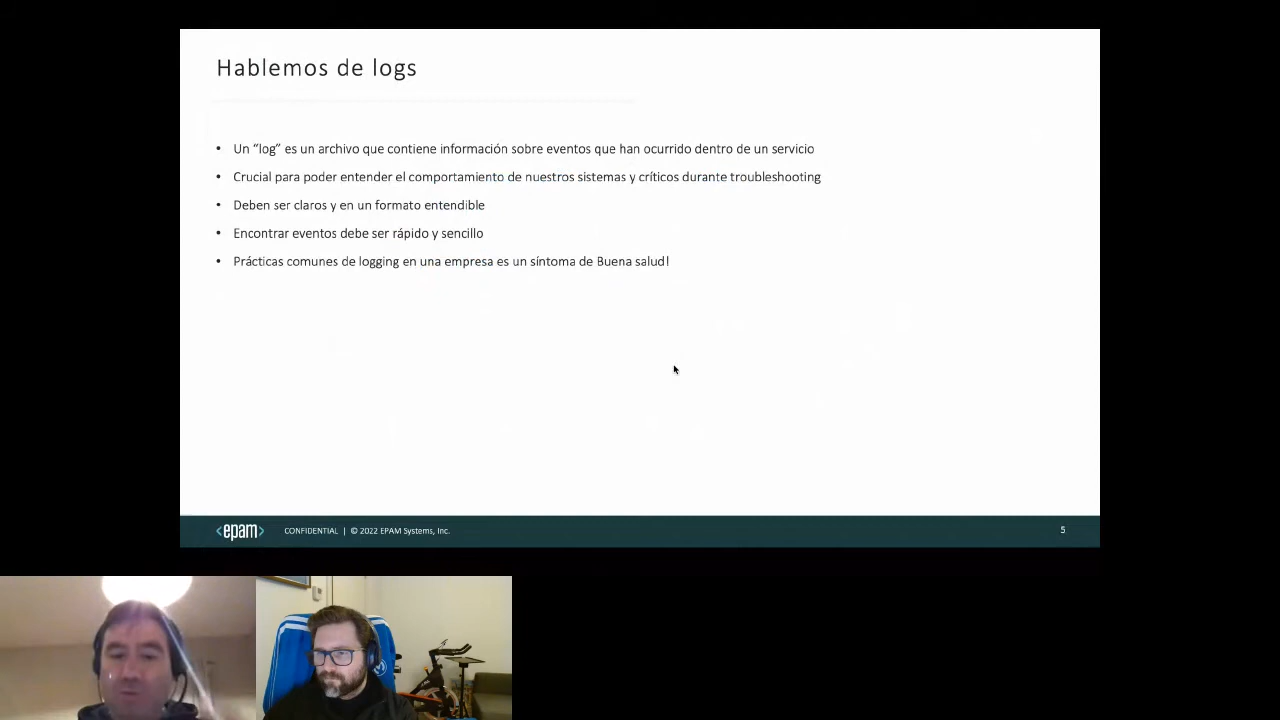 Hablemos de logs
• Un “log” es un archivo que contiene información sobre eventos que han ocurrido dentro de un servicio
• Crucial para poder entender el comportamiento de nuestros sistemas y críticos durante troubleshooting
• Deben ser claros y en un formato entendible
• Encontrar eventos debe ser rápido y sencillo
• Prácticas comunes de logging en una empresa es un síntoma de Buena salud!
<epam> CONFIDENTIAL | © 2022 EPAM Systems, Inc. 5